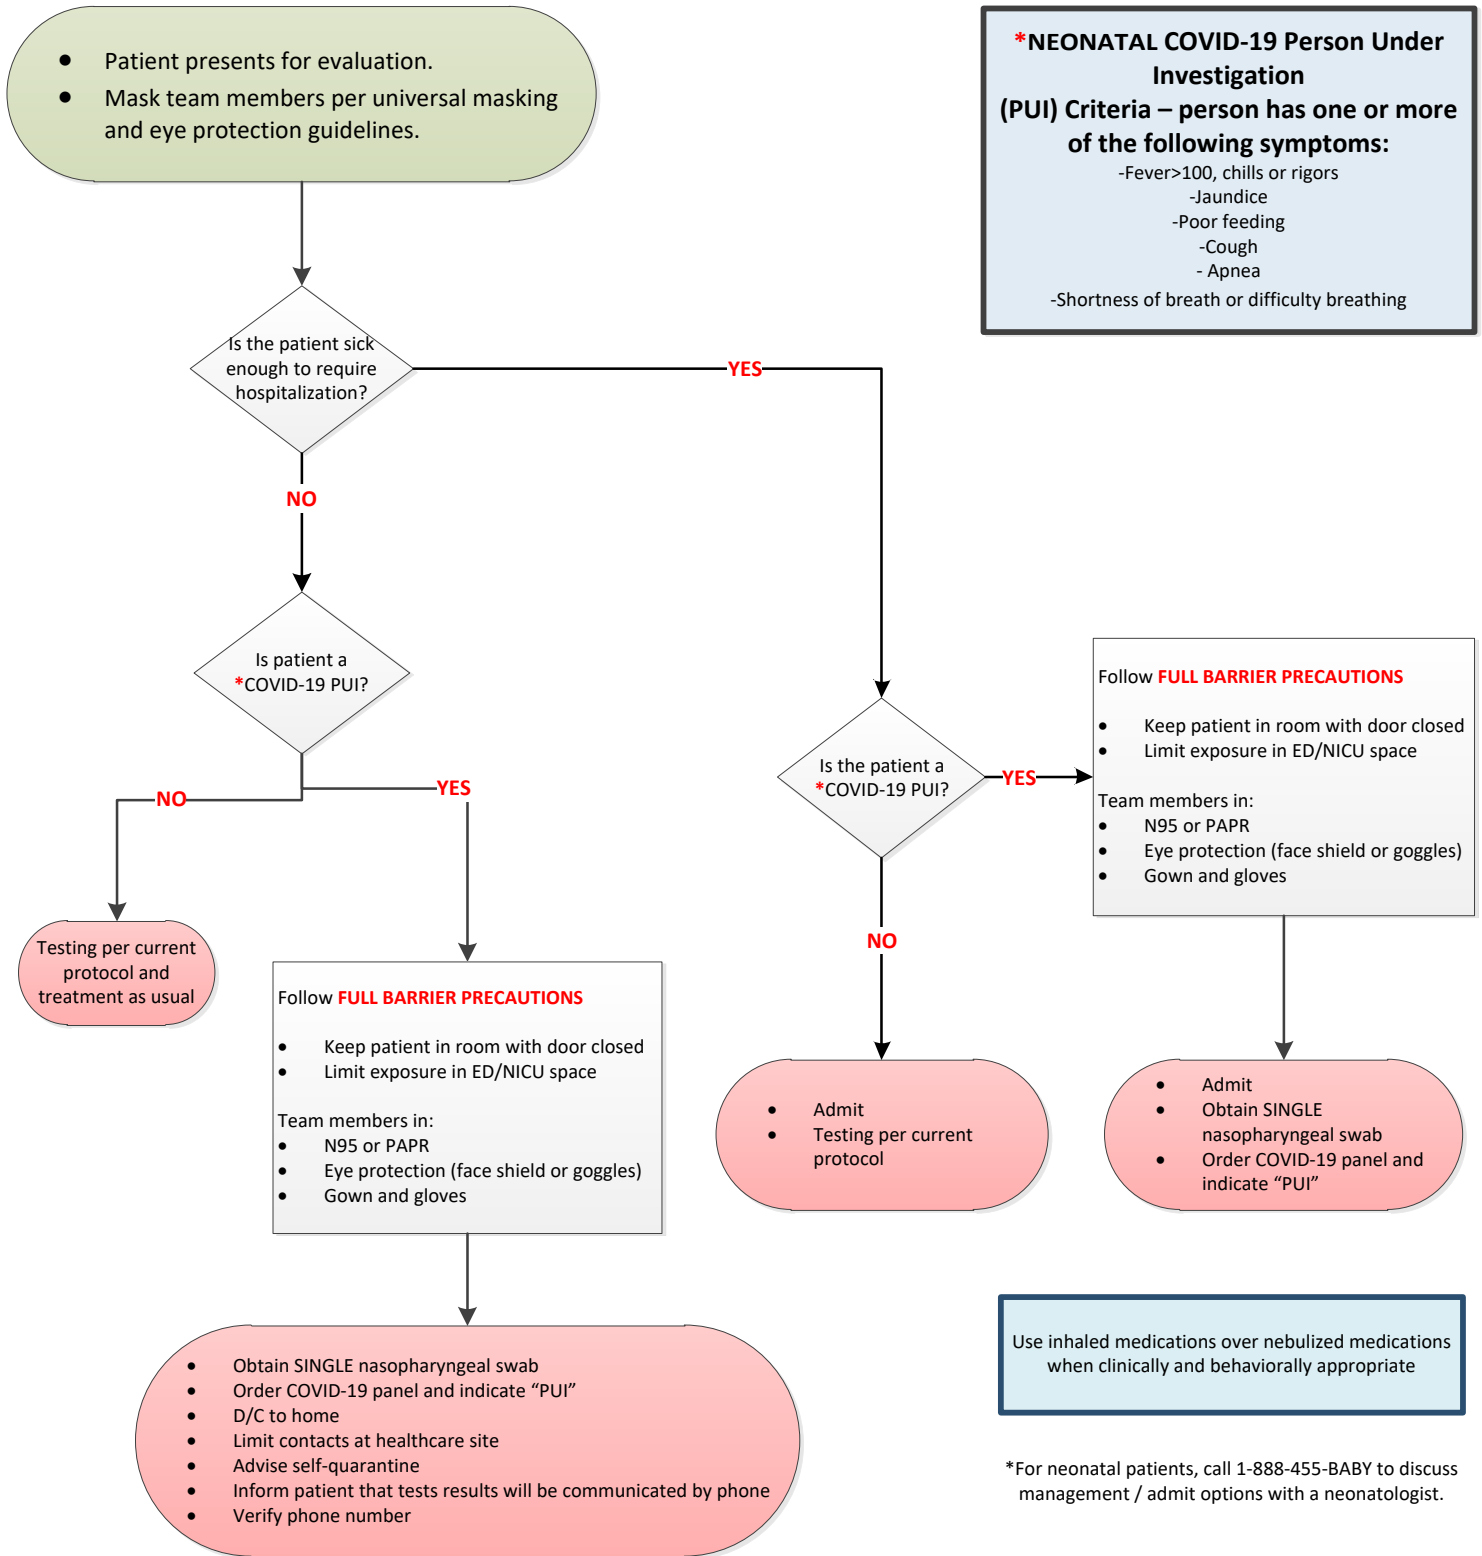 • Patient presents for evaluation.
• Mask team members per universal masking
and eye protection guidelines.
*NEONATAL COVID-19 Person Under
Investigation
(PUI) Criteria – person has one or more
of the following symptoms:
-Fever>100, chills or rigors
-Jaundice
-Poor feeding
-Cough
- Apnea
-Shortness of breath or difficulty breathing
Is the patient sick
enough to require
hospitalization?
YES
NO
Is patient a
*COVID-19 PUI?
NO
YES
Testing per current
protocol and
treatment as usual
Follow FULL BARRIER PRECAUTIONS
• Keep patient in room with door closed
• Limit exposure in ED/NICU space
Team members in:
• N95 or PAPR
• Eye protection (face shield or goggles)
• Gown and gloves
• Obtain SINGLE nasopharyngeal swab
• Order COVID-19 panel and indicate “PUI”
• D/C to home
• Limit contacts at healthcare site
• Advise self-quarantine
• Inform patient that tests results will be communicated by phone
• Verify phone number
Is the patient a
*COVID-19 PUI?
YES
NO
Follow FULL BARRIER PRECAUTIONS
• Keep patient in room with door closed
• Limit exposure in ED/NICU space
Team members in:
• N95 or PAPR
• Eye protection (face shield or goggles)
• Gown and gloves
• Admit
• Testing per current
protocol
• Admit
• Obtain SINGLE
nasopharyngeal swab
• Order COVID-19 panel and
indicate “PUI”
Use inhaled medications over nebulized medications
when clinically and behaviorally appropriate
*For neonatal patients, call 1-888-455-BABY to discuss
management / admit options with a neonatologist.